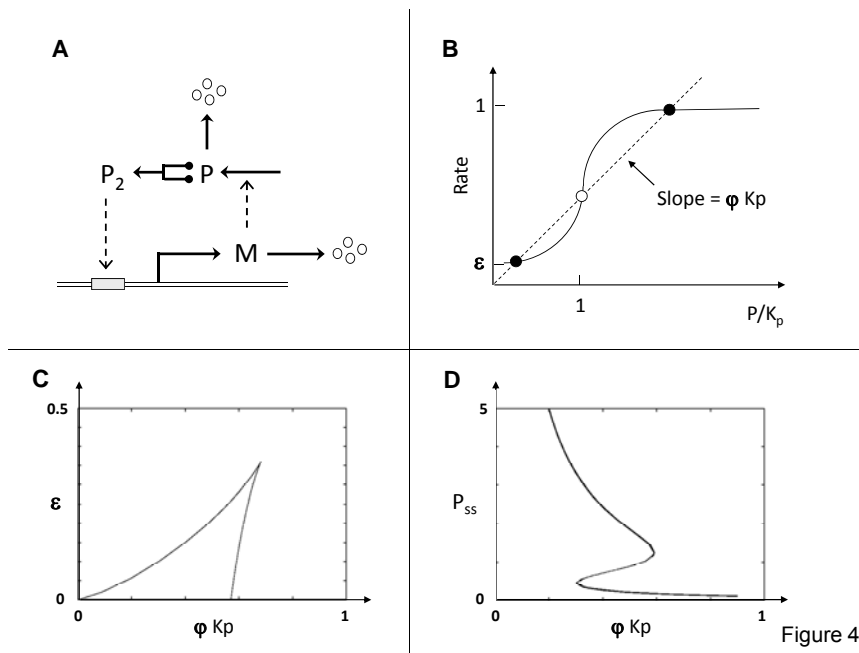 A
P₂
P
M
B
1
Rate
Slope = φ Kp
ε
1
P/Kₚ
C
0.5
ε
0
0
φ Kp
1
D
5
Pₛₛ
0
0
φ Kp
1
Figure 4